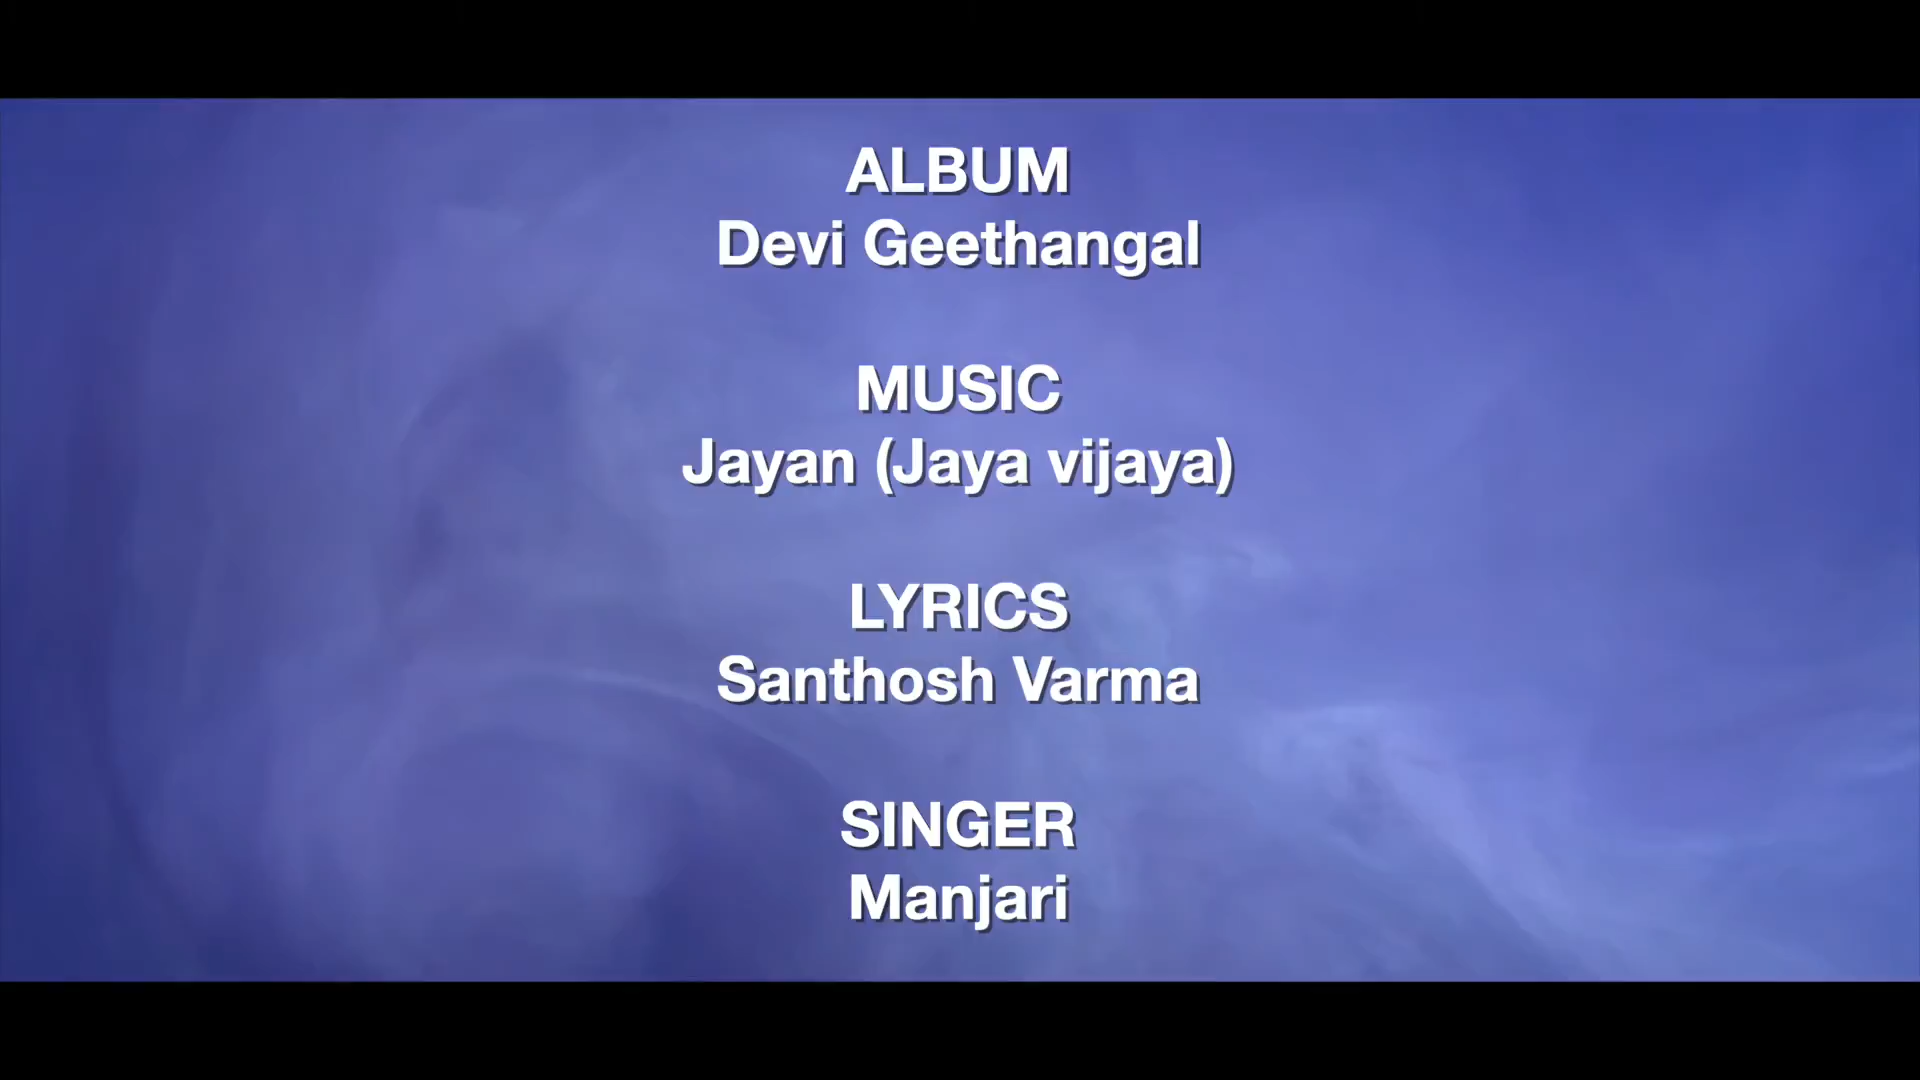 ALBUM
Devi Geethangal
MUSIC
Jayan (Jaya vijaya)
LYRICS
Santhosh Varma
SINGER
Manjari